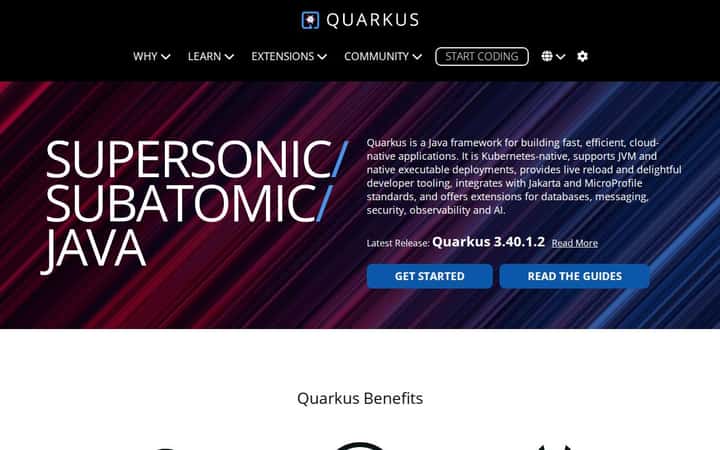 QUARKUS
WHY LEARN EXTENSIONS COMMUNITY START CODING
SUPERSONIC/
SUBATOMIC/
JAVA
Quarkus is a Java framework for building fast, efficient, cloud-
native applications. It is Kubernetes-native, supports JVM and
native executable deployments, provides live reload and delightful
developer tooling, integrates with Jakarta and MicroProfile
standards, and offers extensions for databases, messaging,
security, observability and AI.
Latest Release: Quarkus 3.40.1.2 Read More
GET STARTED READ THE GUIDES
Quarkus Benefits